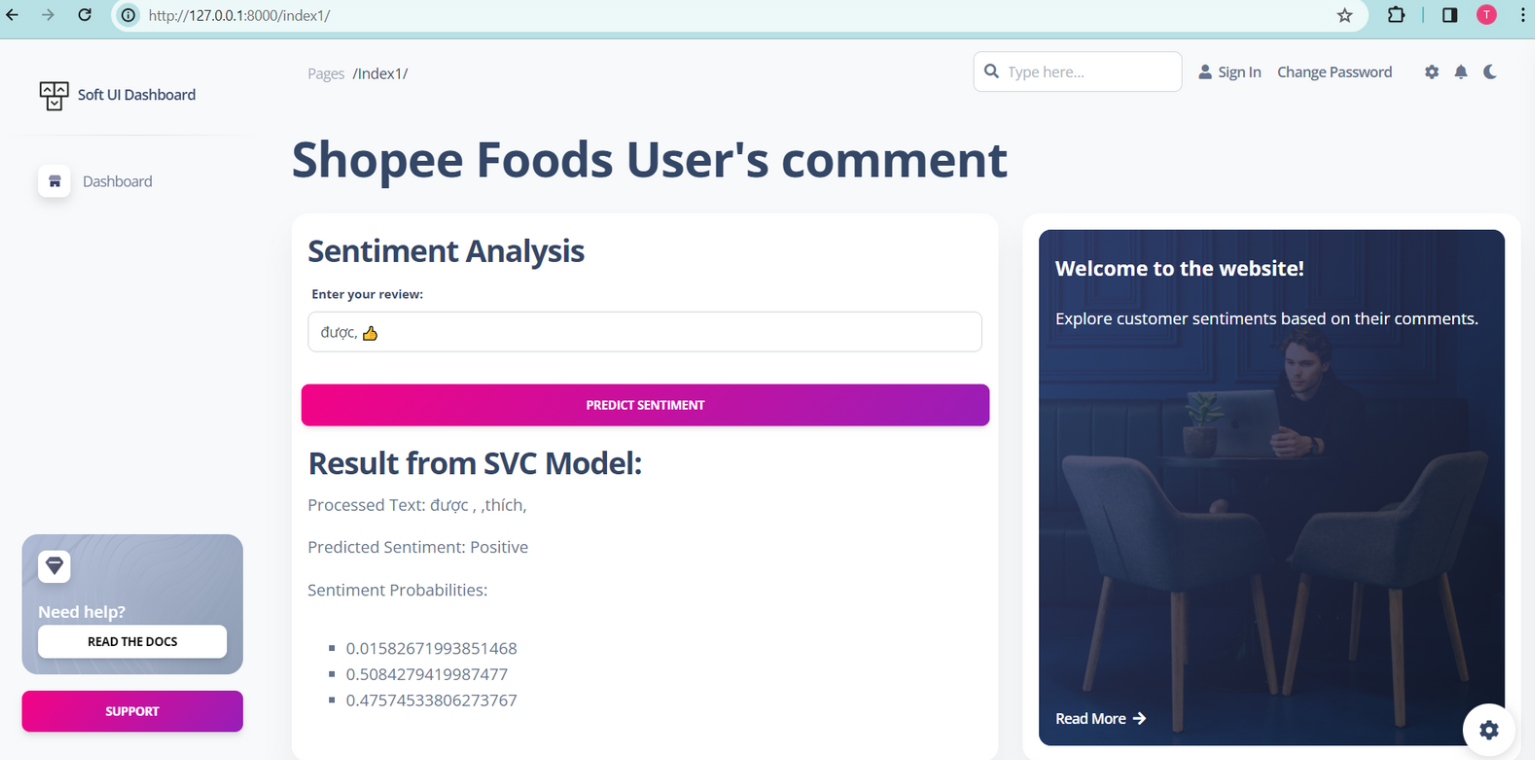 http://127.0.0.1:8000/index1/
T
Soft UI Dashboard
Pages /Index1/
Type here...
Sign In
Change Password
Dashboard
Shopee Foods User's comment
Sentiment Analysis
Enter your review:
được, 👍
PREDICT SENTIMENT
Result from SVC Model:
Processed Text: được , ,thích,
Predicted Sentiment: Positive
Sentiment Probabilities:
0.01582671993851468
0.5084279419987477
0.47574533806273767
Welcome to the website!
Explore customer sentiments based on their comments.
Read More →
Need help?
READ THE DOCS
SUPPORT